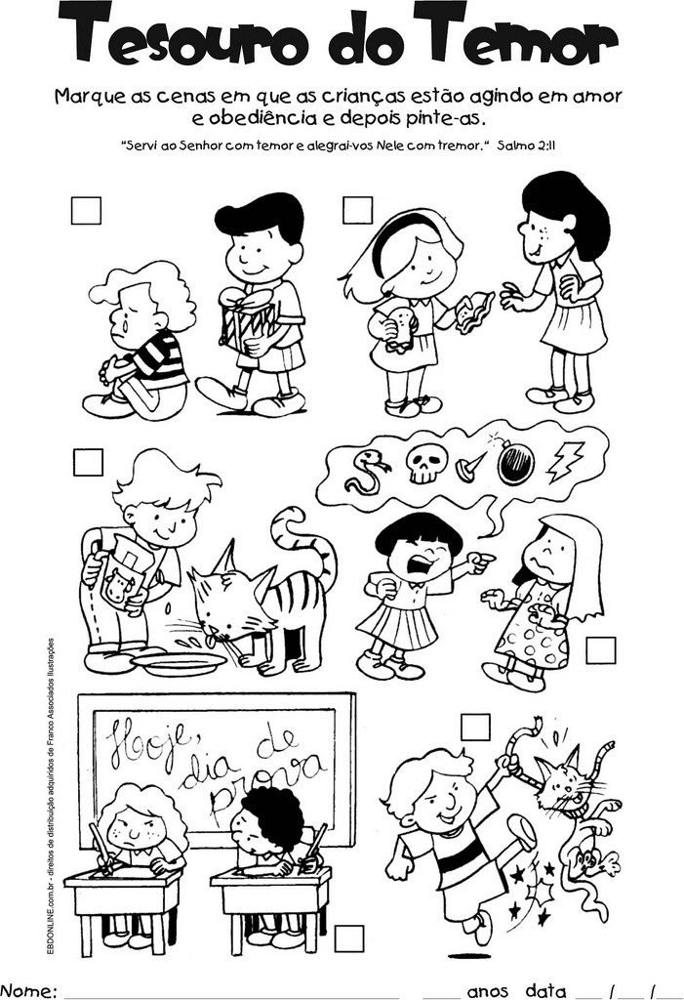 Tesouro do Temor
Marque as cenas em que as crianças estão agindo em amor
e obediência e depois pinte-as.
"Servi ao Senhor com temor e alegrai-vos Nele com tremor." Salmo 2:11
Hoje,
dia de
prova
EBDONLINE.com.br - direitos de distribuição adquiridos de Franco Associados Ilustrações
Nome: ____ ____ anos data ___/___/___